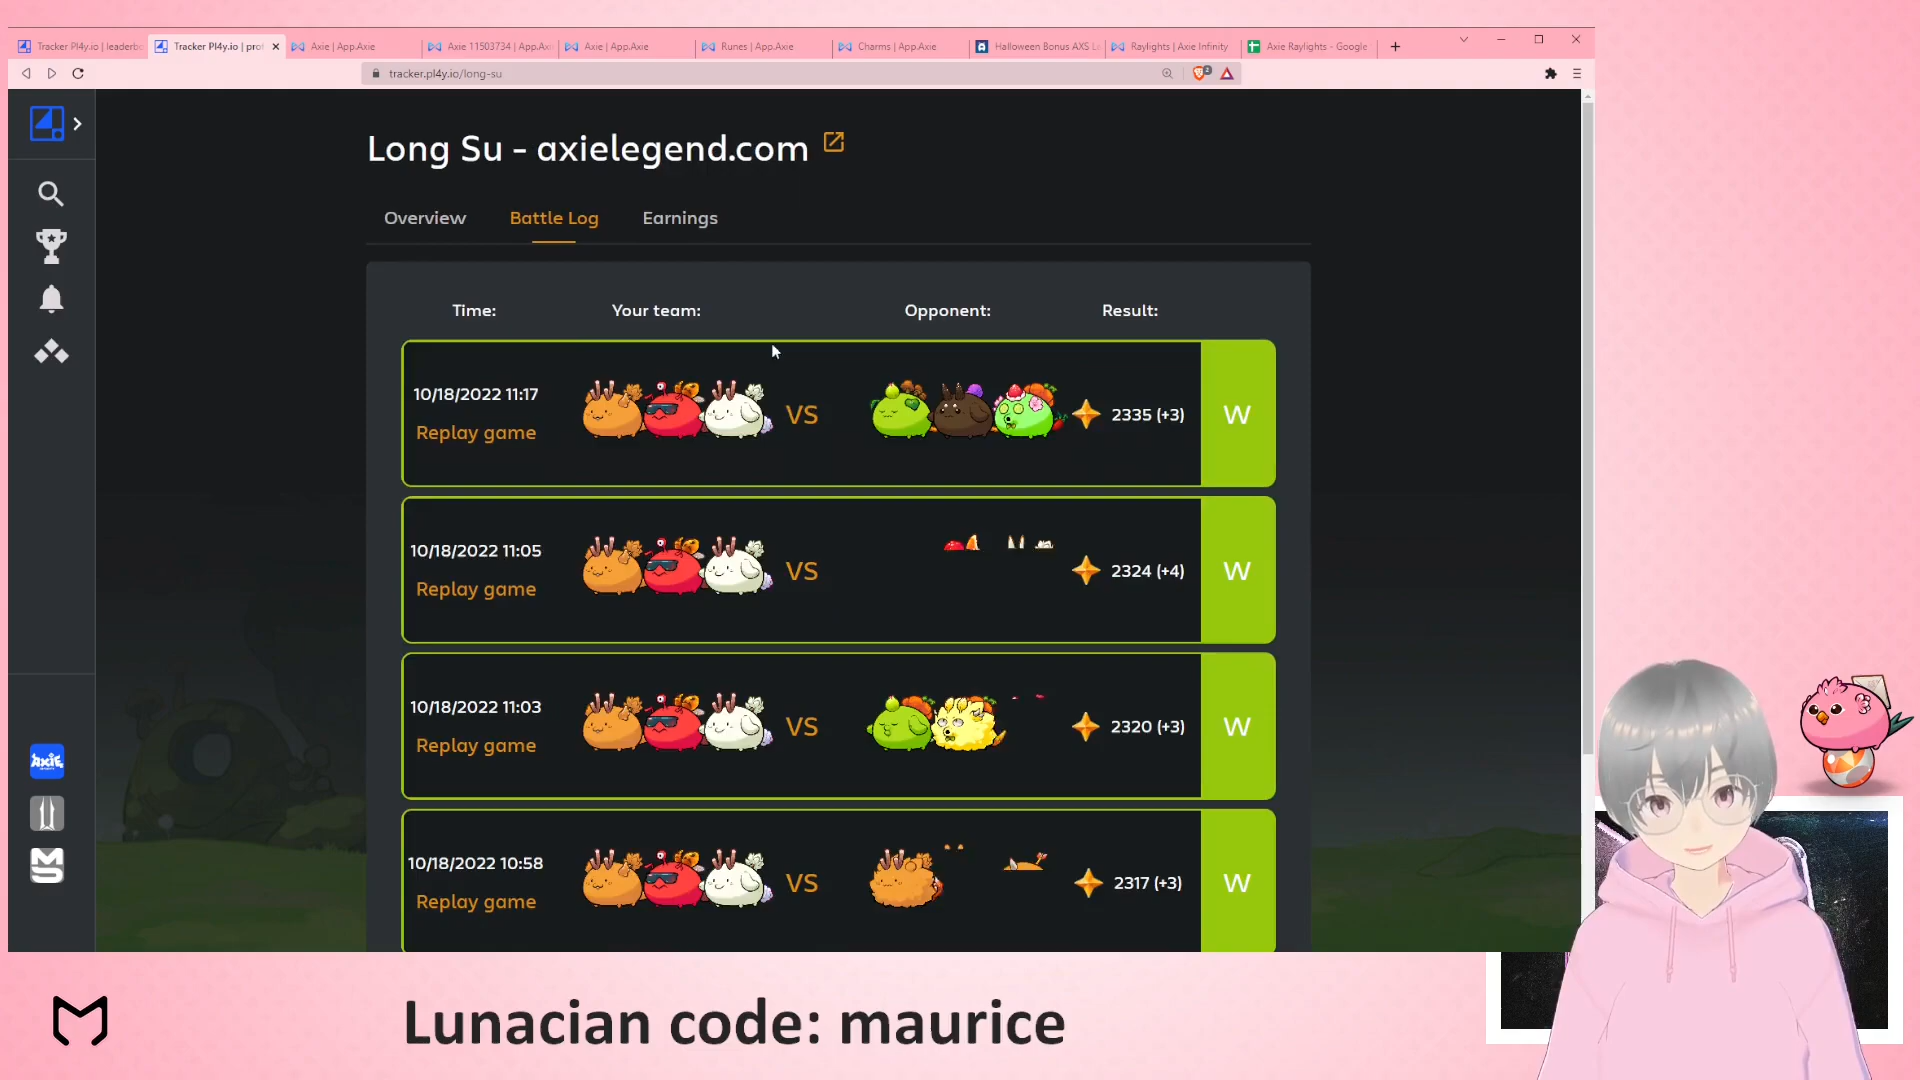 Tracker Pl4y.io | leaderb
Tracker Pl4y.io | prof
Axie | App.Axie
Axie 11503734 | App.Axi
Axie | App.Axie
Runes | App.Axie
Charms | App.Axie
Halloween Bonus AXS L
Raylights | Axie Infinity
Axie Raylights - Google
tracker.pl4y.io/long-su
Long Su - axielegend.com
Overview
Battle Log
Earnings
Time:
Your team:
Opponent:
Result:
10/18/2022 11:17
Replay game
VS
2335 (+3)
W
10/18/2022 11:05
Replay game
VS
2324 (+4)
W
10/18/2022 11:03
Replay game
VS
2320 (+3)
W
10/18/2022 10:58
Replay game
VS
2317 (+3)
W
Lunacian code: maurice